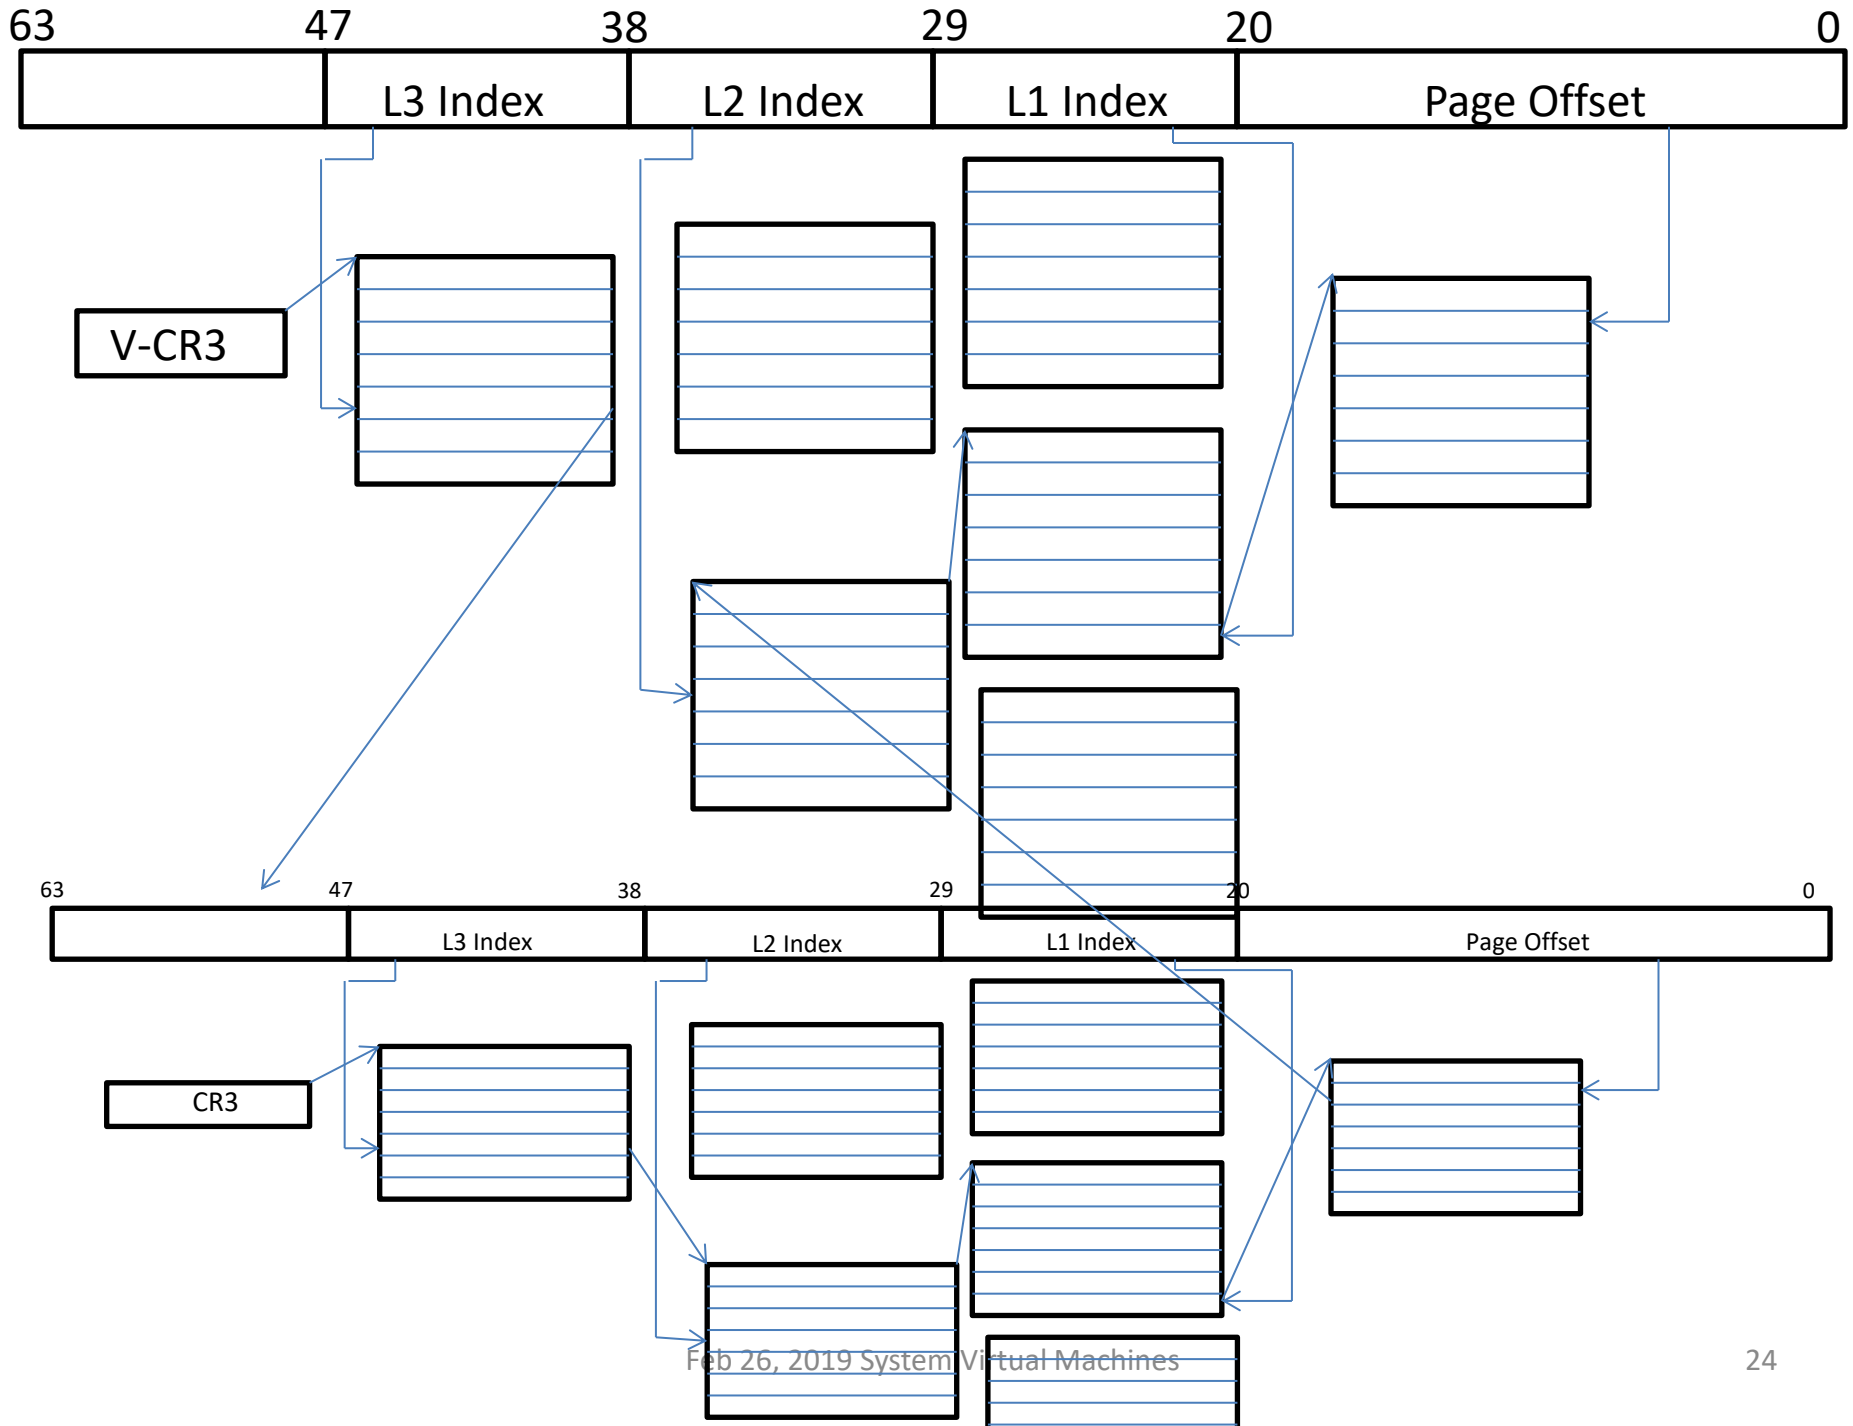 63 47 38 29 20 0
L3 Index L2 Index L1 Index Page Offset
V-CR3
63 47 38 29 20 0
L3 Index L2 Index L1 Index Page Offset
CR3
Feb 26, 2019 System Virtual Machines 24